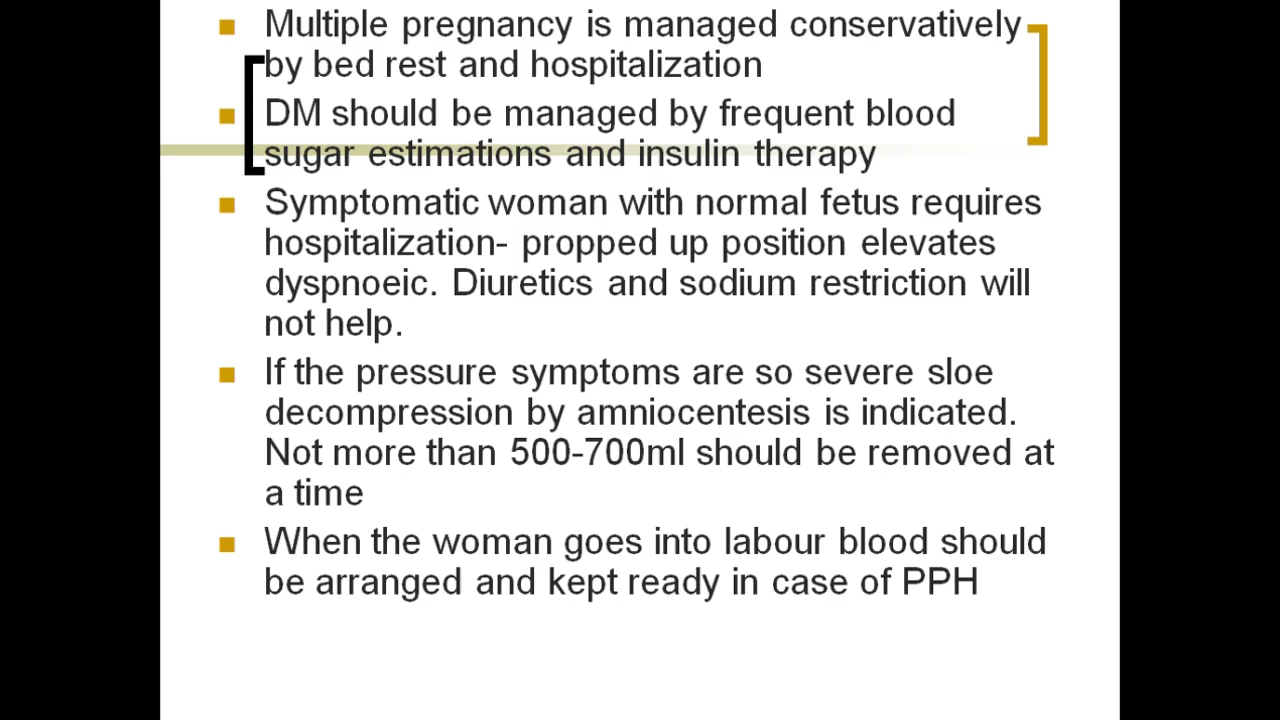 Multiple pregnancy is managed conservatively
by bed rest and hospitalization
DM should be managed by frequent blood
sugar estimations and insulin therapy
Symptomatic woman with normal fetus requires
hospitalization- propped up position elevates
dyspnoeic. Diuretics and sodium restriction will
not help.
If the pressure symptoms are so severe sloe
decompression by amniocentesis is indicated.
Not more than 500-700ml should be removed at
a time
When the woman goes into labour blood should
be arranged and kept ready in case of PPH